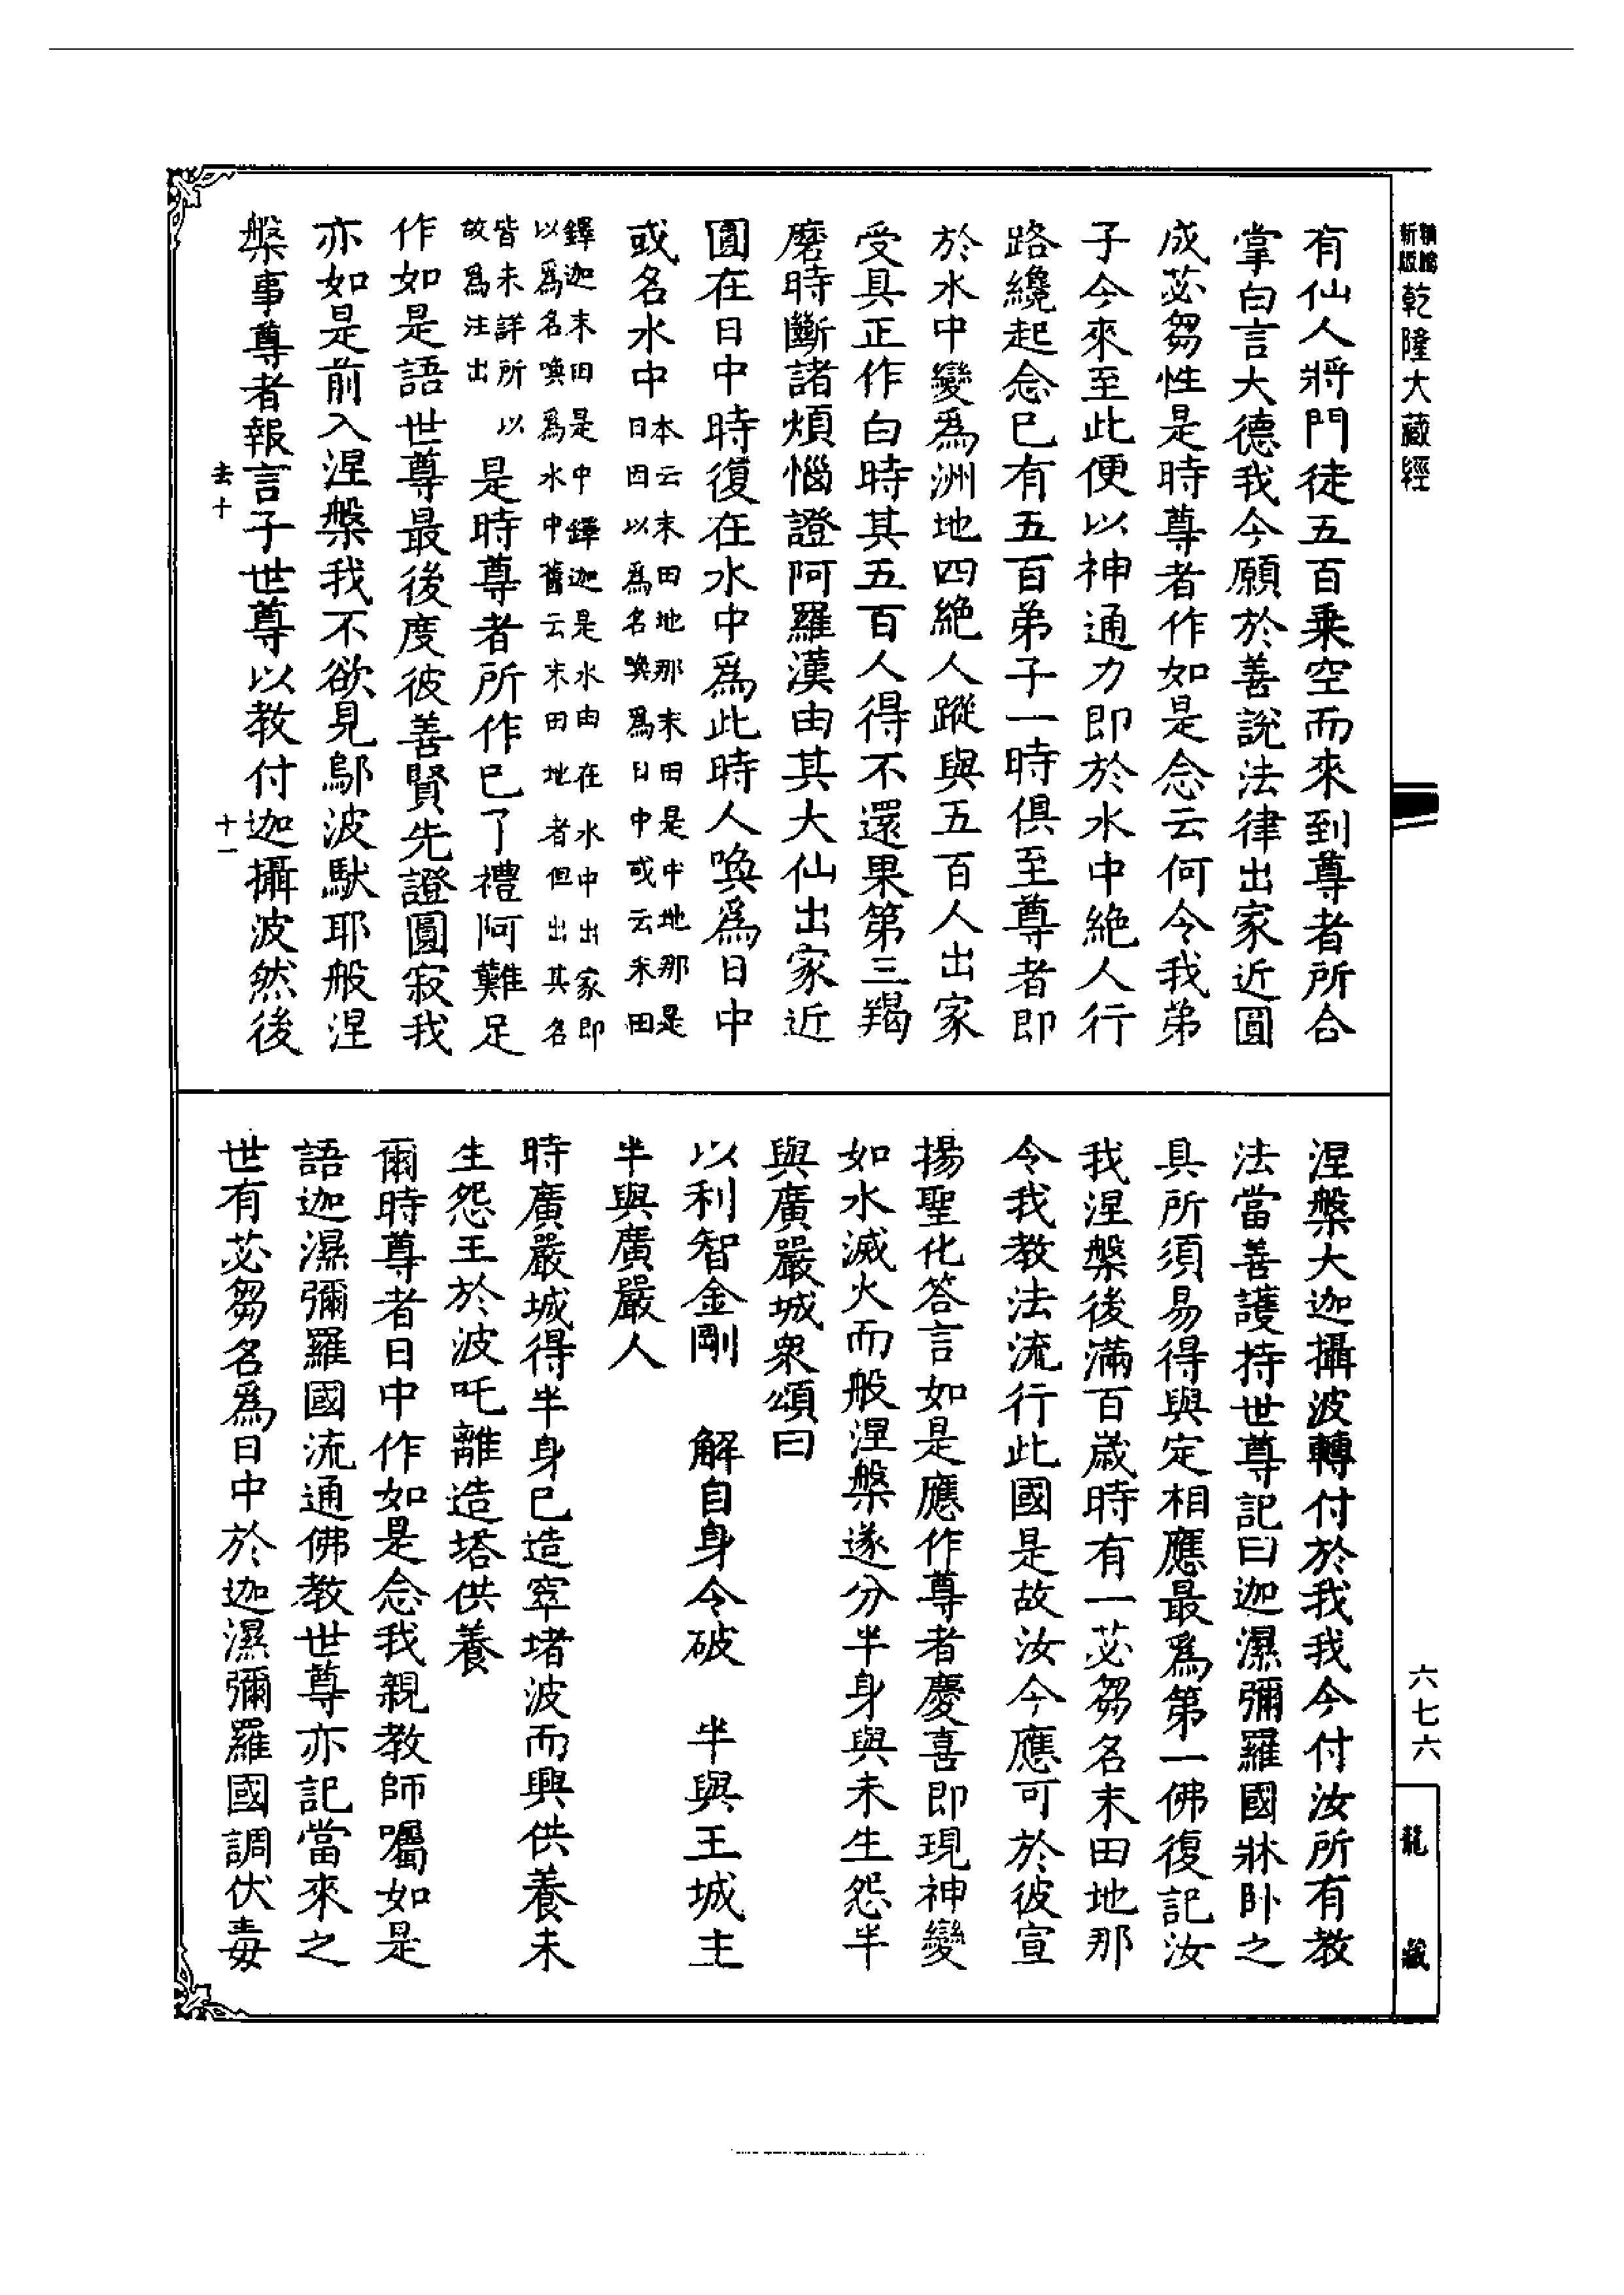 乾隆大藏經
有仙人將門徒五百乘空而來到尊者所合
掌白言大德我今願於善說法律出家近圓
成苾芻性是時尊者作如是念云何令我弟
子今來至此便以神通力即於水中絶人行
路纔起念已有五百弟子一時俱至尊者即
於水中變爲洲地四絶人蹤與五百人出家
受具正作白時其五百人得不還果第三羯
磨時斷諸煩惱證阿羅漢由其大仙出家近
圓在日中時復在水中爲此時人喚爲日中
或名水中
本云末田地那末田是中地那是
日因以爲名喚爲日中或云末田
鐸迦末田是中鐸迦是水由在水中出家即
以爲名喚爲水中舊云末田地者但出其名
皆未詳所以
故爲注出
是時尊者所作已了禮阿難足
作如是語世尊最後度彼善賢先證圓寂我
亦如是前入涅槃我不欲見鄔波馱耶般涅
槃事尊者報言子世尊以教付迦攝波然後
去十
十一
涅槃大迦攝波轉付於我我今付汝所有教
法當善護持世尊記曰迦濕彌羅國牀卧之
具所須易得與定相應最爲第一佛復記汝
我涅槃後滿百歲時有一苾芻名末田地那
令我教法流行此國是故汝今應可於彼宣
揚聖化答言如是應作尊者慶喜即現神變
如水滅火而般涅槃遂分半身與未生怨半
與廣嚴城衆頌曰
以利智金剛　解自身令破　半與王城主
半與廣嚴人
時廣嚴城得半身已造窣堵波而興供養未
生怨王於波吒離造塔供養
爾時尊者日中作如是念我親教師囑如是
語迦濕彌羅國流通佛教世尊亦記當來之
世有苾芻名爲日中於迦濕彌羅國調伏毒
六七六
龍藏